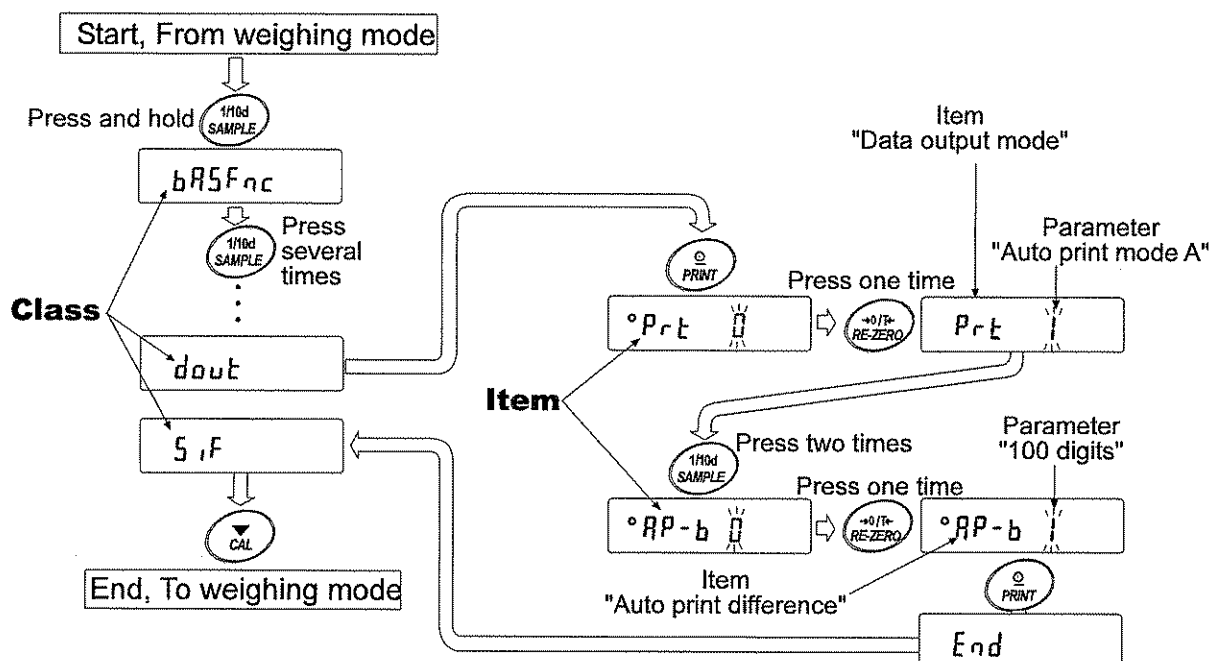 Start, From weighing mode
Press and hold
1/10d
SAMPLE
bASFnc
1/10d
SAMPLE
Press
several
times
Class
dout
S iF
CAL
End, To weighing mode
PRINT
°Prt 0
Press one time
→0/T←
RE-ZERO
Item
"Data output mode"
Parameter
"Auto print mode A"
Prt 1
Item
1/10d
SAMPLE
Press two times
°AP-b 0
Press one time
→0/T←
RE-ZERO
Parameter
"100 digits"
°AP-b 1
Item
"Auto print difference"
PRINT
End